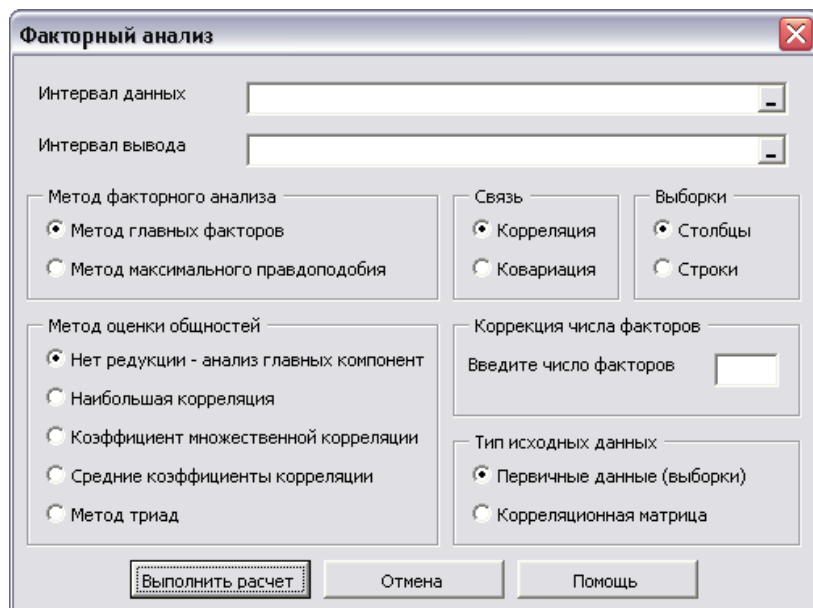 Факторный анализ
Интервал данных
Интервал вывода
Метод факторного анализа
Метод главных факторов
Метод максимального правдоподобия
Связь
Корреляция
Ковариация
Выборки
Столбцы
Строки
Метод оценки общностей
Нет редукции - анализ главных компонент
Наибольшая корреляция
Коэффициент множественной корреляции
Средние коэффициенты корреляции
Метод триад
Коррекция числа факторов
Введите число факторов
Тип исходных данных
Первичные данные (выборки)
Корреляционная матрица
Выполнить расчет
Отмена
Помощь